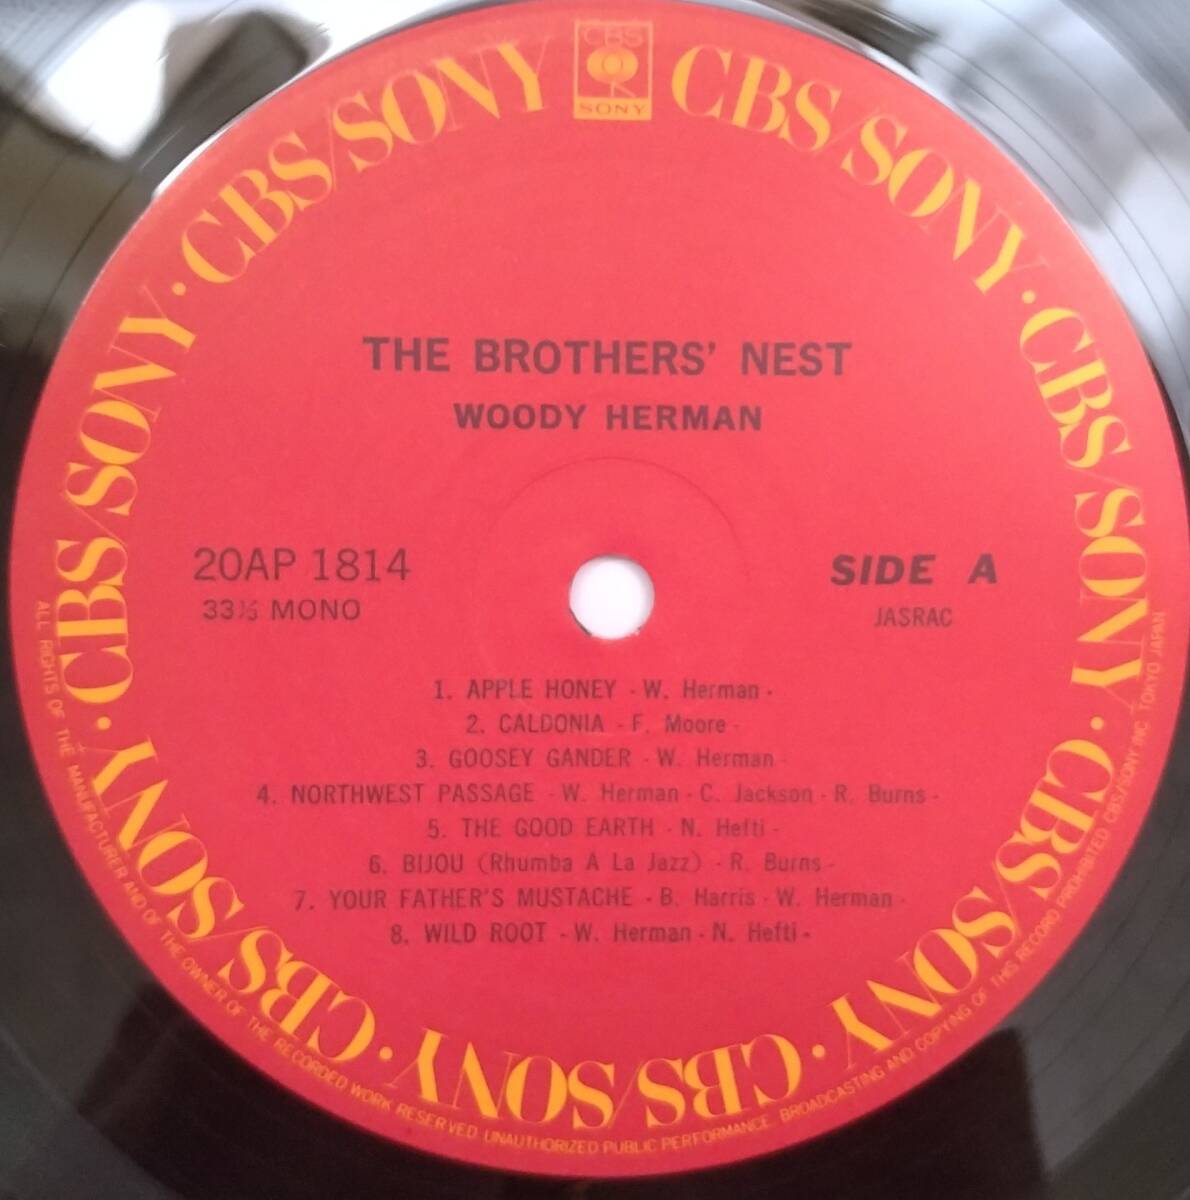 CBS
SONY
CBS/SONY · CBS/SONY · CBS/SONY · CBS/SONY · CBS/SONY · CBS/SONY · CBS/SONY · CBS/SONY
THE BROTHERS' NEST
WOODY HERMAN
20AP 1814
33⅓ MONO
SIDE A
JASRAC
1. APPLE HONEY - W. Herman -
2. CALDONIA - F. Moore -
3. GOOSEY GANDER - W. Herman -
4. NORTHWEST PASSAGE - W. Herman - C. Jackson - R. Burns -
5. THE GOOD EARTH - N. Hefti -
6. BIJOU (Rhumba A La Jazz) - R. Burns -
7. YOUR FATHER'S MUSTACHE - B. Harris - W. Herman -
8. WILD ROOT - W. Herman - N. Hefti -
ALL RIGHTS OF THE MANUFACTURER AND OF THE OWNER OF THE RECORDED WORK RESERVED UNAUTHORIZED PUBLIC PERFORMANCE. BROADCASTING AND COPYING OF THIS RECORD PROHIBITED CBS/SONY INC. TOKYO JAPAN